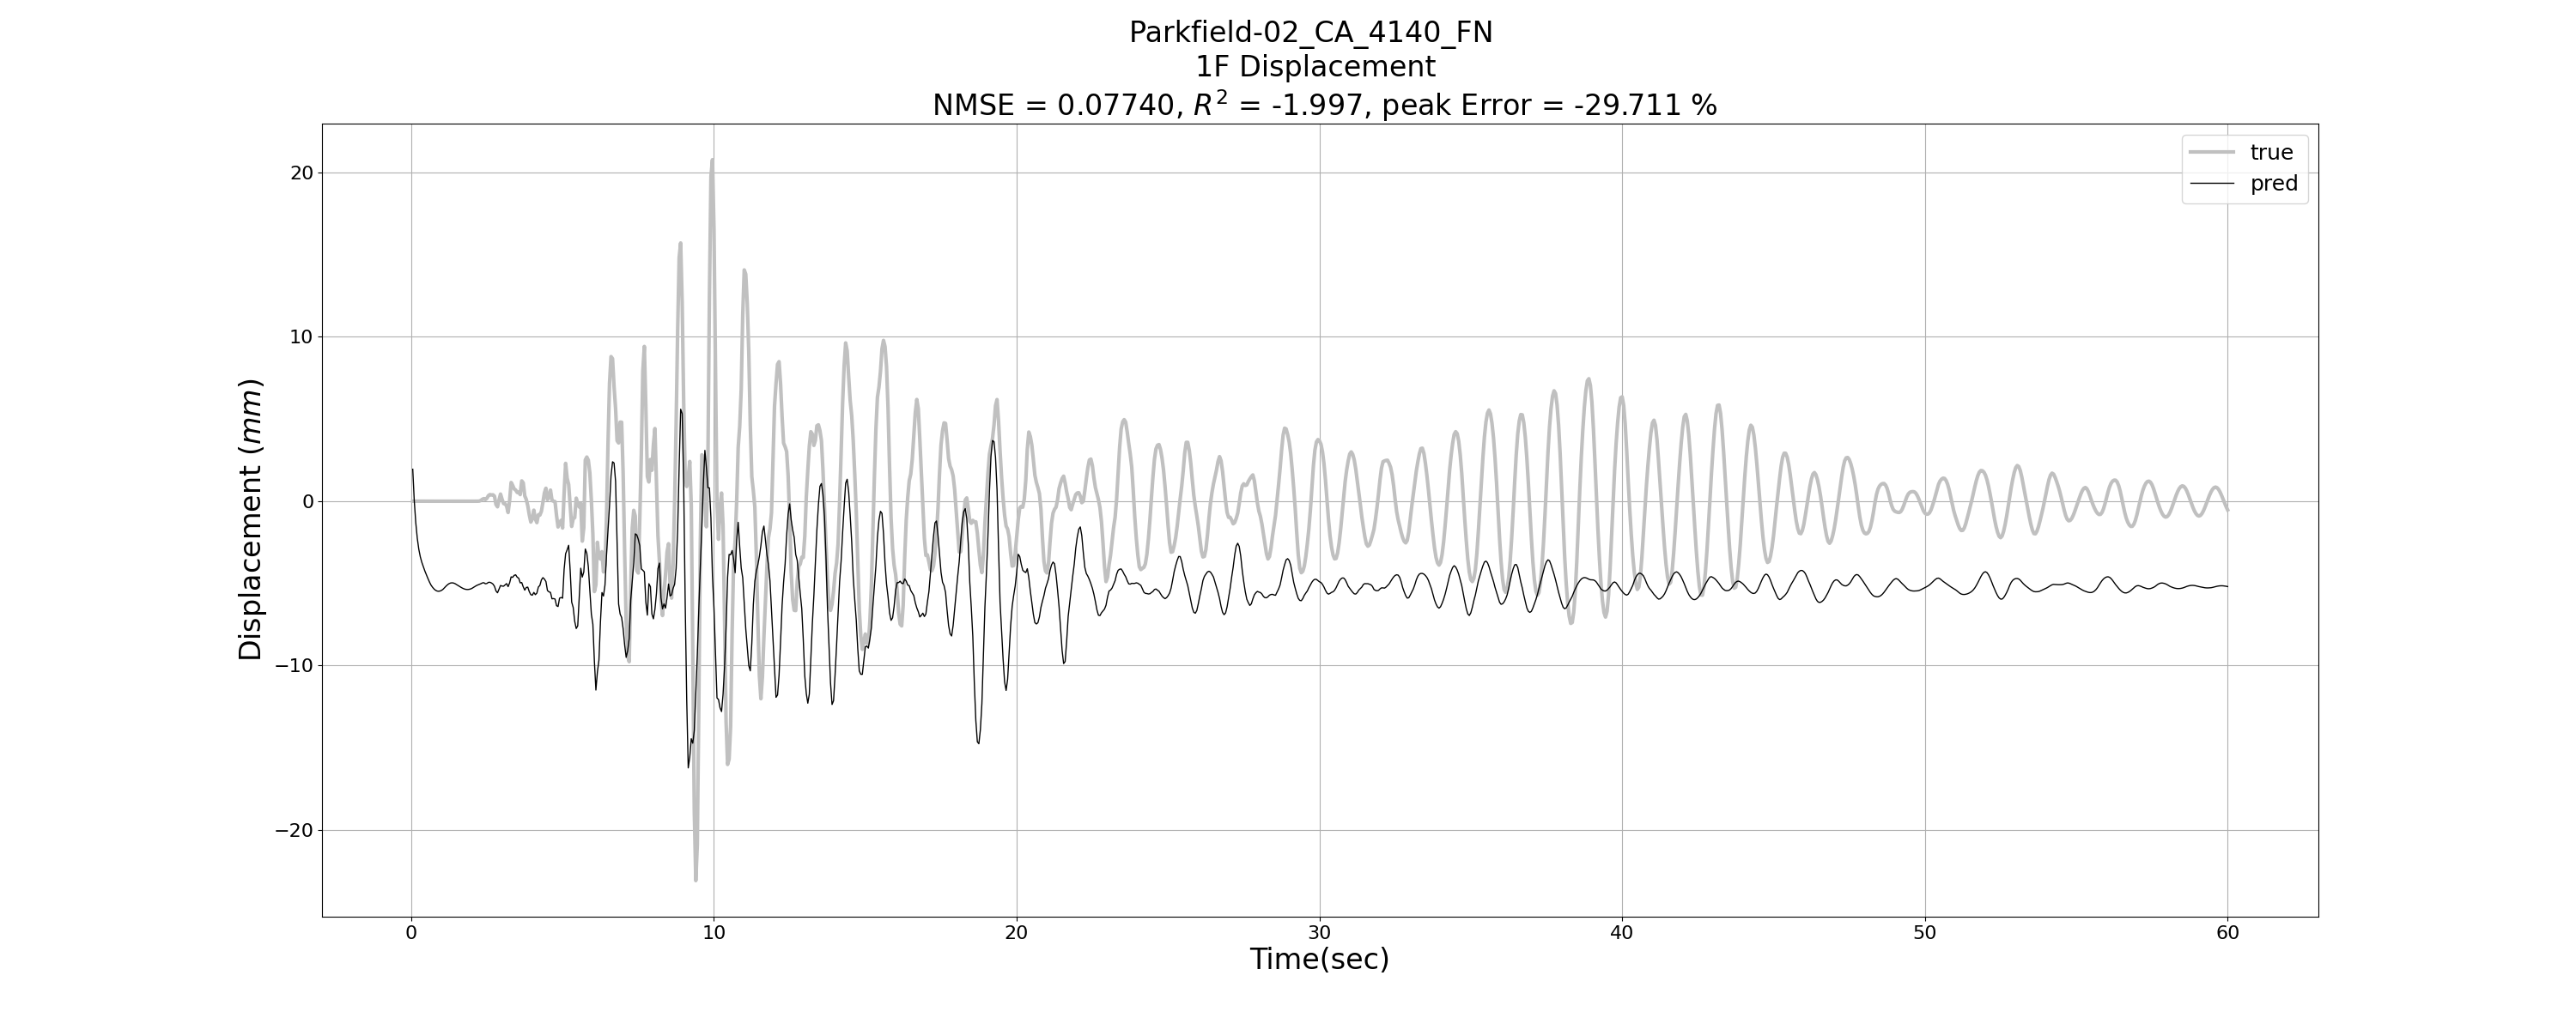 Parkfield-02_CA_4140_FN
1F Displacement
NMSE = 0.07740, R² = -1.997, peak Error = -29.711 %
true
pred
Displacement (mm)
20
10
0
−10
−20
0 10 20 30 40 50 60
Time(sec)